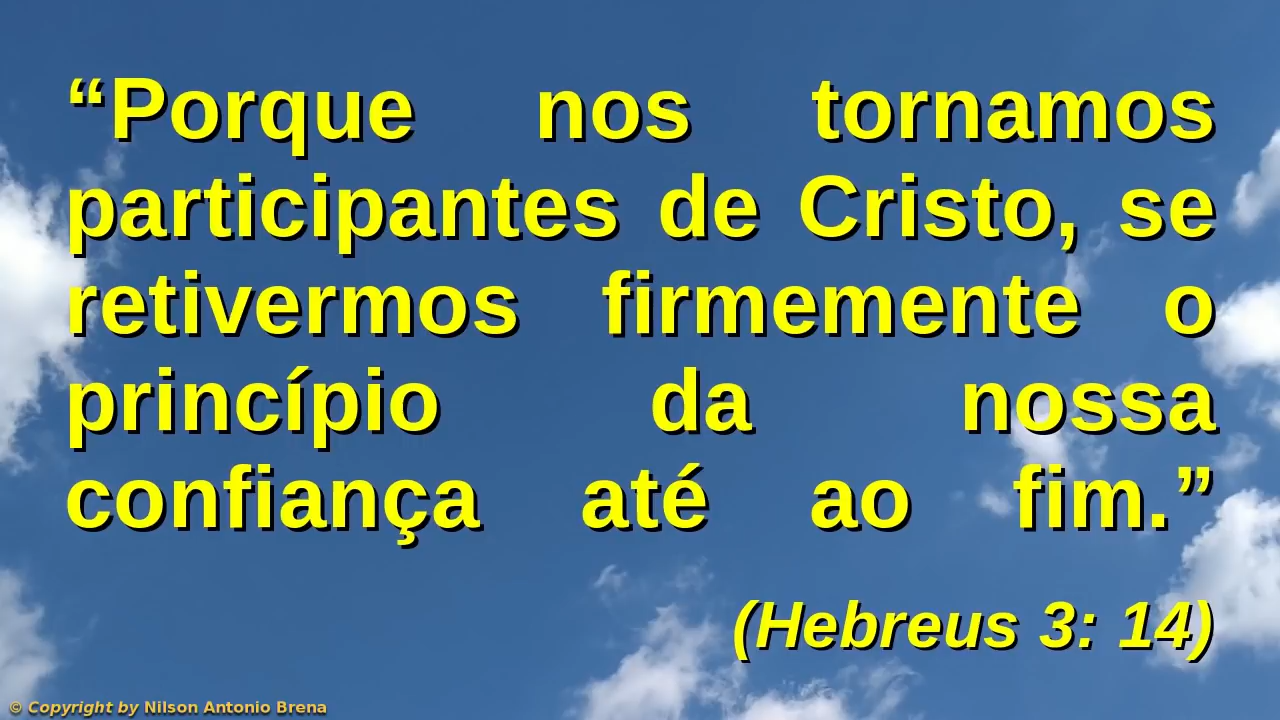 “Porque nos tornamos
participantes de Cristo, se
retivermos firmemente o
princípio da nossa
confiança até ao fim.”
(Hebreus 3: 14)
© Copyright by Nilson Antonio Brena